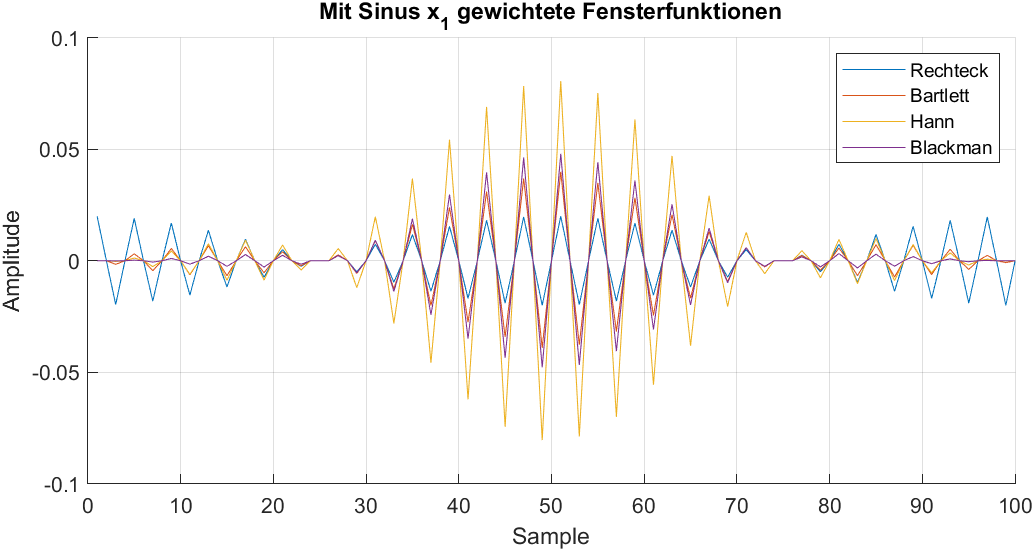 Mit Sinus x1 gewichtete Fensterfunktionen
0.1
0.05
0
-0.05
-0.1
Amplitude
Rechteck
Bartlett
Hann
Blackman
0 10 20 30 40 50 60 70 80 90 100
Sample